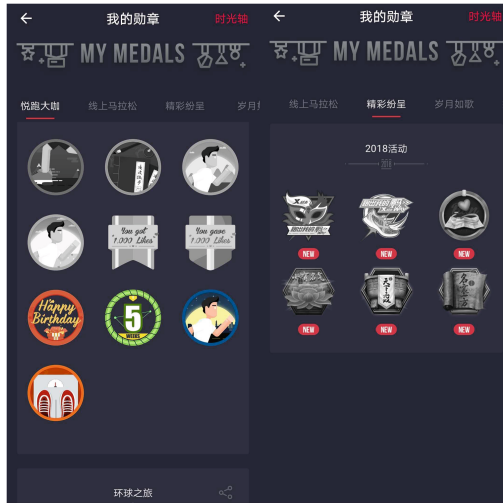 我的勋章
时光轴
MY MEDALS
悦跑大咖
线上马拉松
精彩纷呈
You got
1,000 Likes
You gave
1,000 Likes
Happy
Birthday
5
WEEKS
环球之旅
我的勋章
时光轴
MY MEDALS
线上马拉松
精彩纷呈
岁月如歌
2018活动
NEW
NEW
NEW
NEW
NEW
NEW